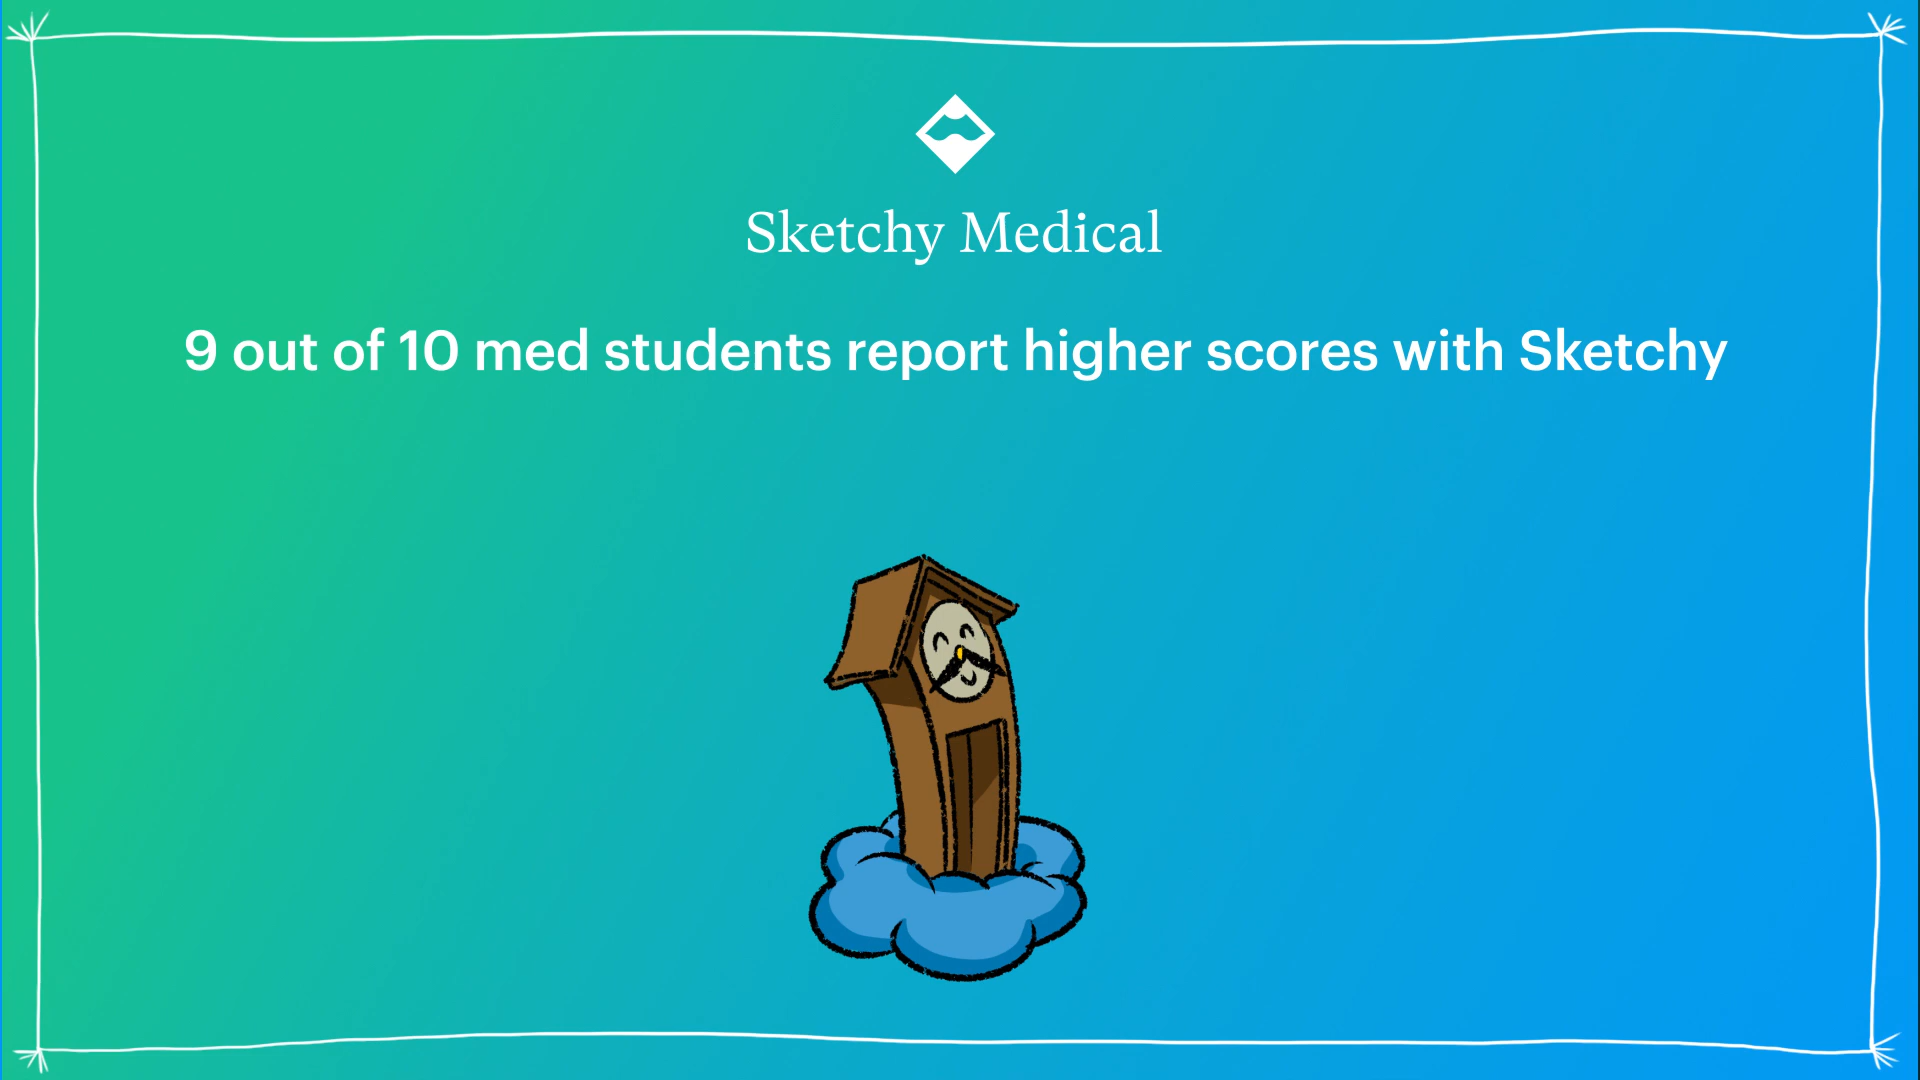 Sketchy Medical
9 out of 10 med students report higher scores with Sketchy